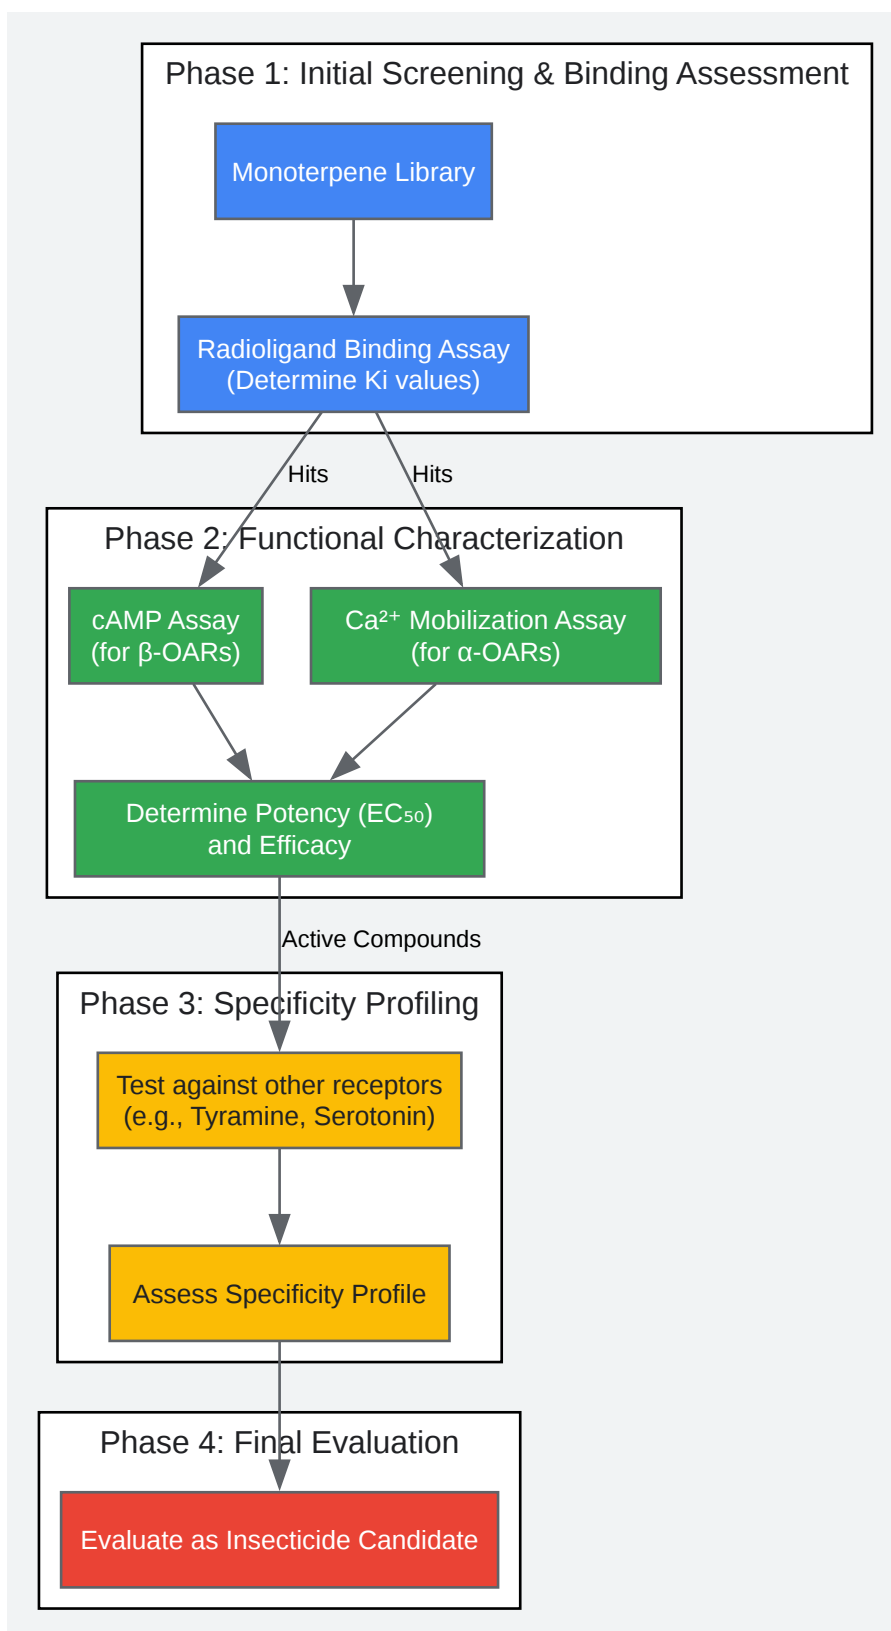 Phase 1: Initial Screening & Binding Assessment
Monoterpene Library
Radioligand Binding Assay
(Determine Ki values)
Hits
Hits
Phase 2: Functional Characterization
cAMP Assay
(for β-OARs)
Ca²⁺ Mobilization Assay
(for α-OARs)
Determine Potency (EC₅₀)
and Efficacy
Active Compounds
Phase 3: Specificity Profiling
Test against other receptors
(e.g., Tyramine, Serotonin)
Assess Specificity Profile
Phase 4: Final Evaluation
Evaluate as Insecticide Candidate